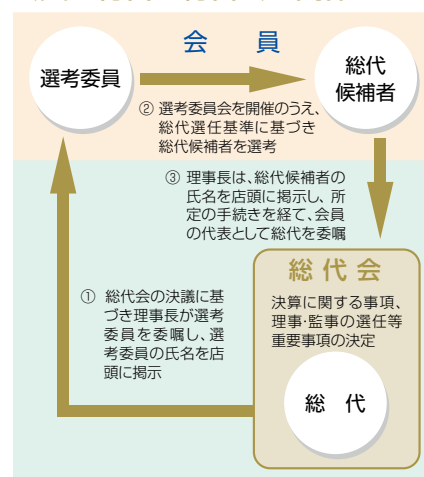 会 員
選考委員
総代
候補者
② 選考委員会を開催のうえ、
総代選任基準に基づき
総代候補者を選考
③ 理事長は、総代候補者の
氏名を店頭に掲示し、所
定の手続きを経て、会員
の代表として総代を委嘱
① 総代会の決議に基
づき理事長が選考
委員を委嘱し、選
考委員の氏名を店
頭に掲示
総代会
決算に関する事項、
理事・監事の選任等
重要事項の決定
総 代